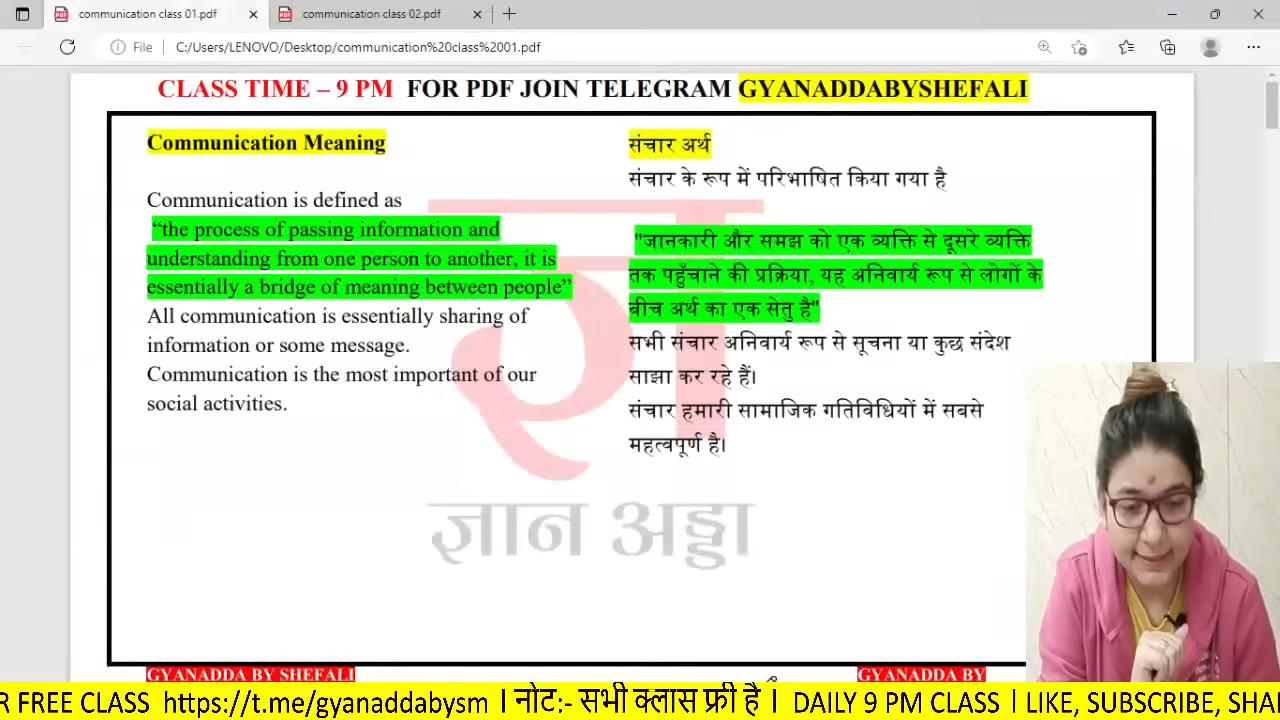 communication class 01.pdf
communication class 02.pdf
File
C:/Users/LENOVO/Desktop/communication%20class%2001.pdf
CLASS TIME – 9 PM FOR PDF JOIN TELEGRAM GYANADDABYSHEFALI
Communication Meaning
Communication is defined as
“the process of passing information and
understanding from one person to another, it is
essentially a bridge of meaning between people”
All communication is essentially sharing of
information or some message.
Communication is the most important of our
social activities.
संचार अर्थ
संचार के रूप में परिभाषित किया गया है
"जानकारी और समझ को एक व्यक्ति से दूसरे व्यक्ति
तक पहुँचाने की प्रक्रिया, यह अनिवार्य रूप से लोगों के
बीच अर्थ का एक सेतु है"
सभी संचार अनिवार्य रूप से सूचना या कुछ संदेश
साझा कर रहे हैं।
संचार हमारी सामाजिक गतिविधियों में सबसे
महत्वपूर्ण है।
ज्ञान अड्डा
GYANADDA BY SHEFALI
GYANADDA BY
R FREE CLASS https://t.me/gyanaddabysm । नोट:- सभी क्लास फ्री है । DAILY 9 PM CLASS । LIKE, SUBSCRIBE, SHA